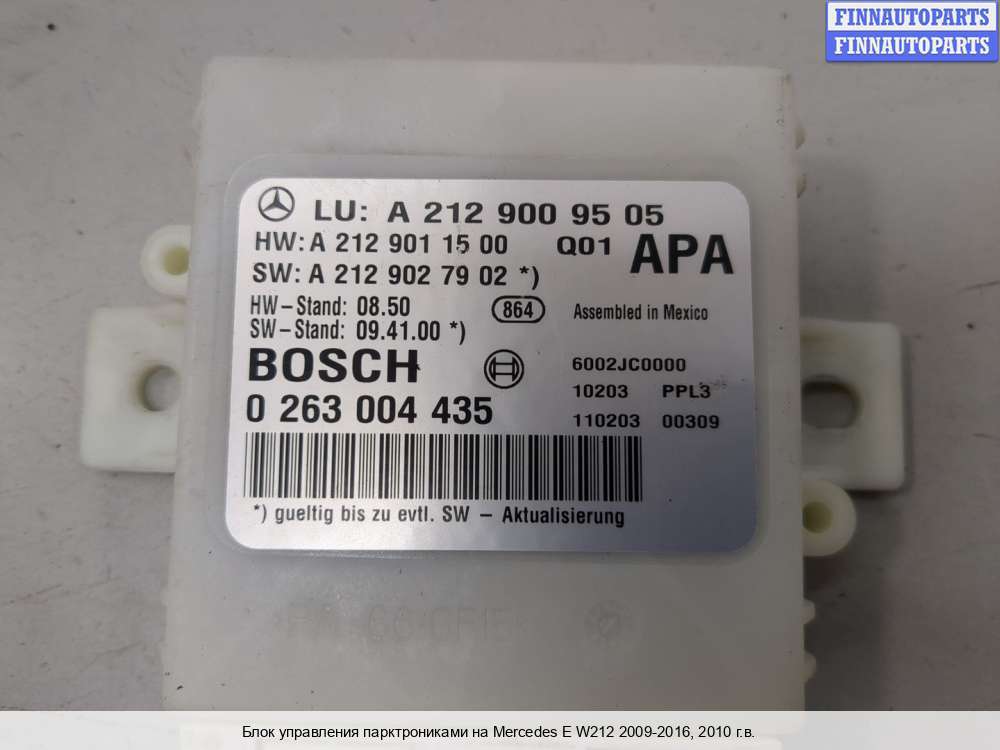 FINNAUTOPARTS
FINNAUTOPARTS
LU: A 212 900 95 05
HW: A 212 901 15 00 Q01 APA
SW: A 212 902 79 02 *)
HW-Stand: 08.50 864 Assembled in Mexico
SW-Stand: 09.41.00 *)
BOSCH 6002JC0000
10203 PPL3
0 263 004 435 110203 00309
*) gueltig bis zu evtl. SW - Aktualisierung
Блок управления парктрониками на Mercedes E W212 2009-2016, 2010 г.в.